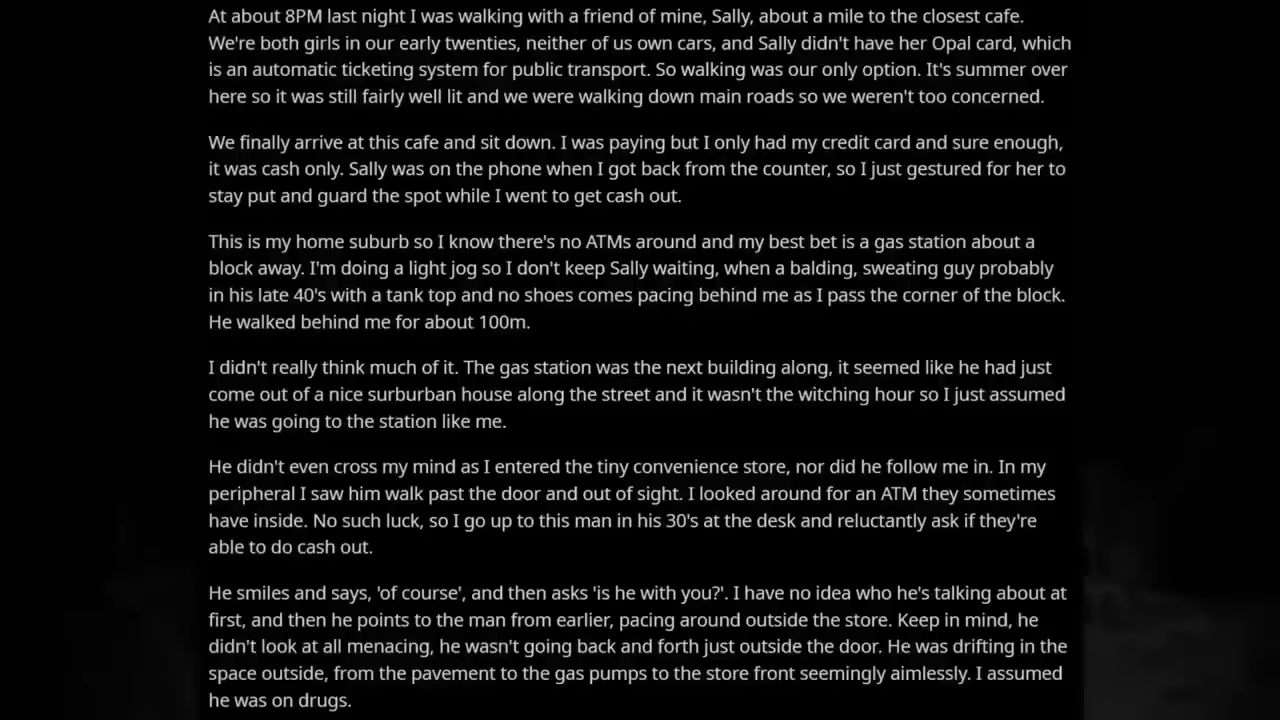 At about 8PM last night I was walking with a friend of mine, Sally, about a mile to the closest cafe.
We're both girls in our early twenties, neither of us own cars, and Sally didn't have her Opal card, which
is an automatic ticketing system for public transport. So walking was our only option. It's summer over
here so it was still fairly well lit and we were walking down main roads so we weren't too concerned.
We finally arrive at this cafe and sit down. I was paying but I only had my credit card and sure enough,
it was cash only. Sally was on the phone when I got back from the counter, so I just gestured for her to
stay put and guard the spot while I went to get cash out.
This is my home suburb so I know there's no ATMs around and my best bet is a gas station about a
block away. I'm doing a light jog so I don't keep Sally waiting, when a balding, sweating guy probably
in his late 40's with a tank top and no shoes comes pacing behind me as I pass the corner of the block.
He walked behind me for about 100m.
I didn't really think much of it. The gas station was the next building along, it seemed like he had just
come out of a nice surburban house along the street and it wasn't the witching hour so I just assumed
he was going to the station like me.
He didn't even cross my mind as I entered the tiny convenience store, nor did he follow me in. In my
peripheral I saw him walk past the door and out of sight. I looked around for an ATM they sometimes
have inside. No such luck, so I go up to this man in his 30's at the desk and reluctantly ask if they're
able to do cash out.
He smiles and says, 'of course', and then asks 'is he with you?'. I have no idea who he's talking about at
first, and then he points to the man from earlier, pacing around outside the store. Keep in mind, he
didn't look at all menacing, he wasn't going back and forth just outside the door. He was drifting in the
space outside, from the pavement to the gas pumps to the store front seemingly aimlessly. I assumed
he was on drugs.